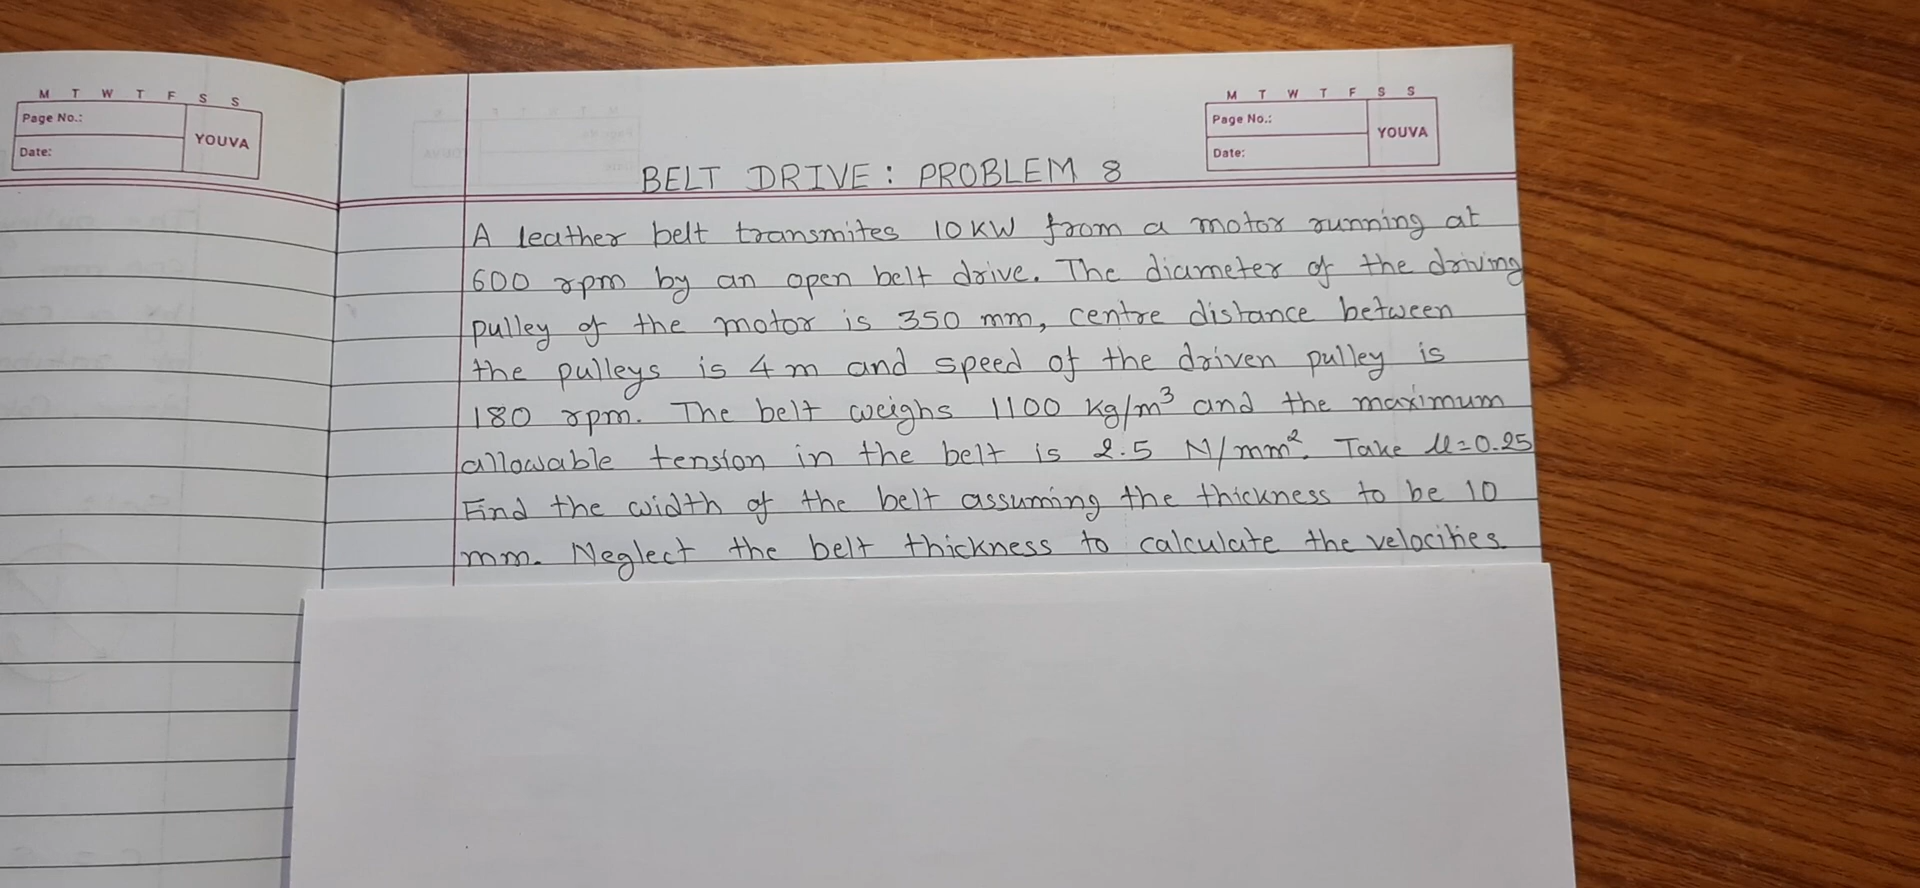 M T W T F S S
Page No.:
YOUVA
Date:
M T W T F S S
Page No.:
YOUVA
Date:
BELT DRIVE: PROBLEM 8
A leather belt transmites 10 KW from a motor running at
600 rpm by an open belt drive. The diameter of the driving
pulley of the motor is 350 mm, centre distance between
the pulleys is 4 m and speed of the driven pulley is
180 rpm. The belt weighs 1100 kg/m³ and the maximum
allowable tension in the belt is 2.5 N/mm². Take μ=0.25
Find the width of the belt assuming the thickness to be 10
mm. Neglect the belt thickness to calculate the velocities.